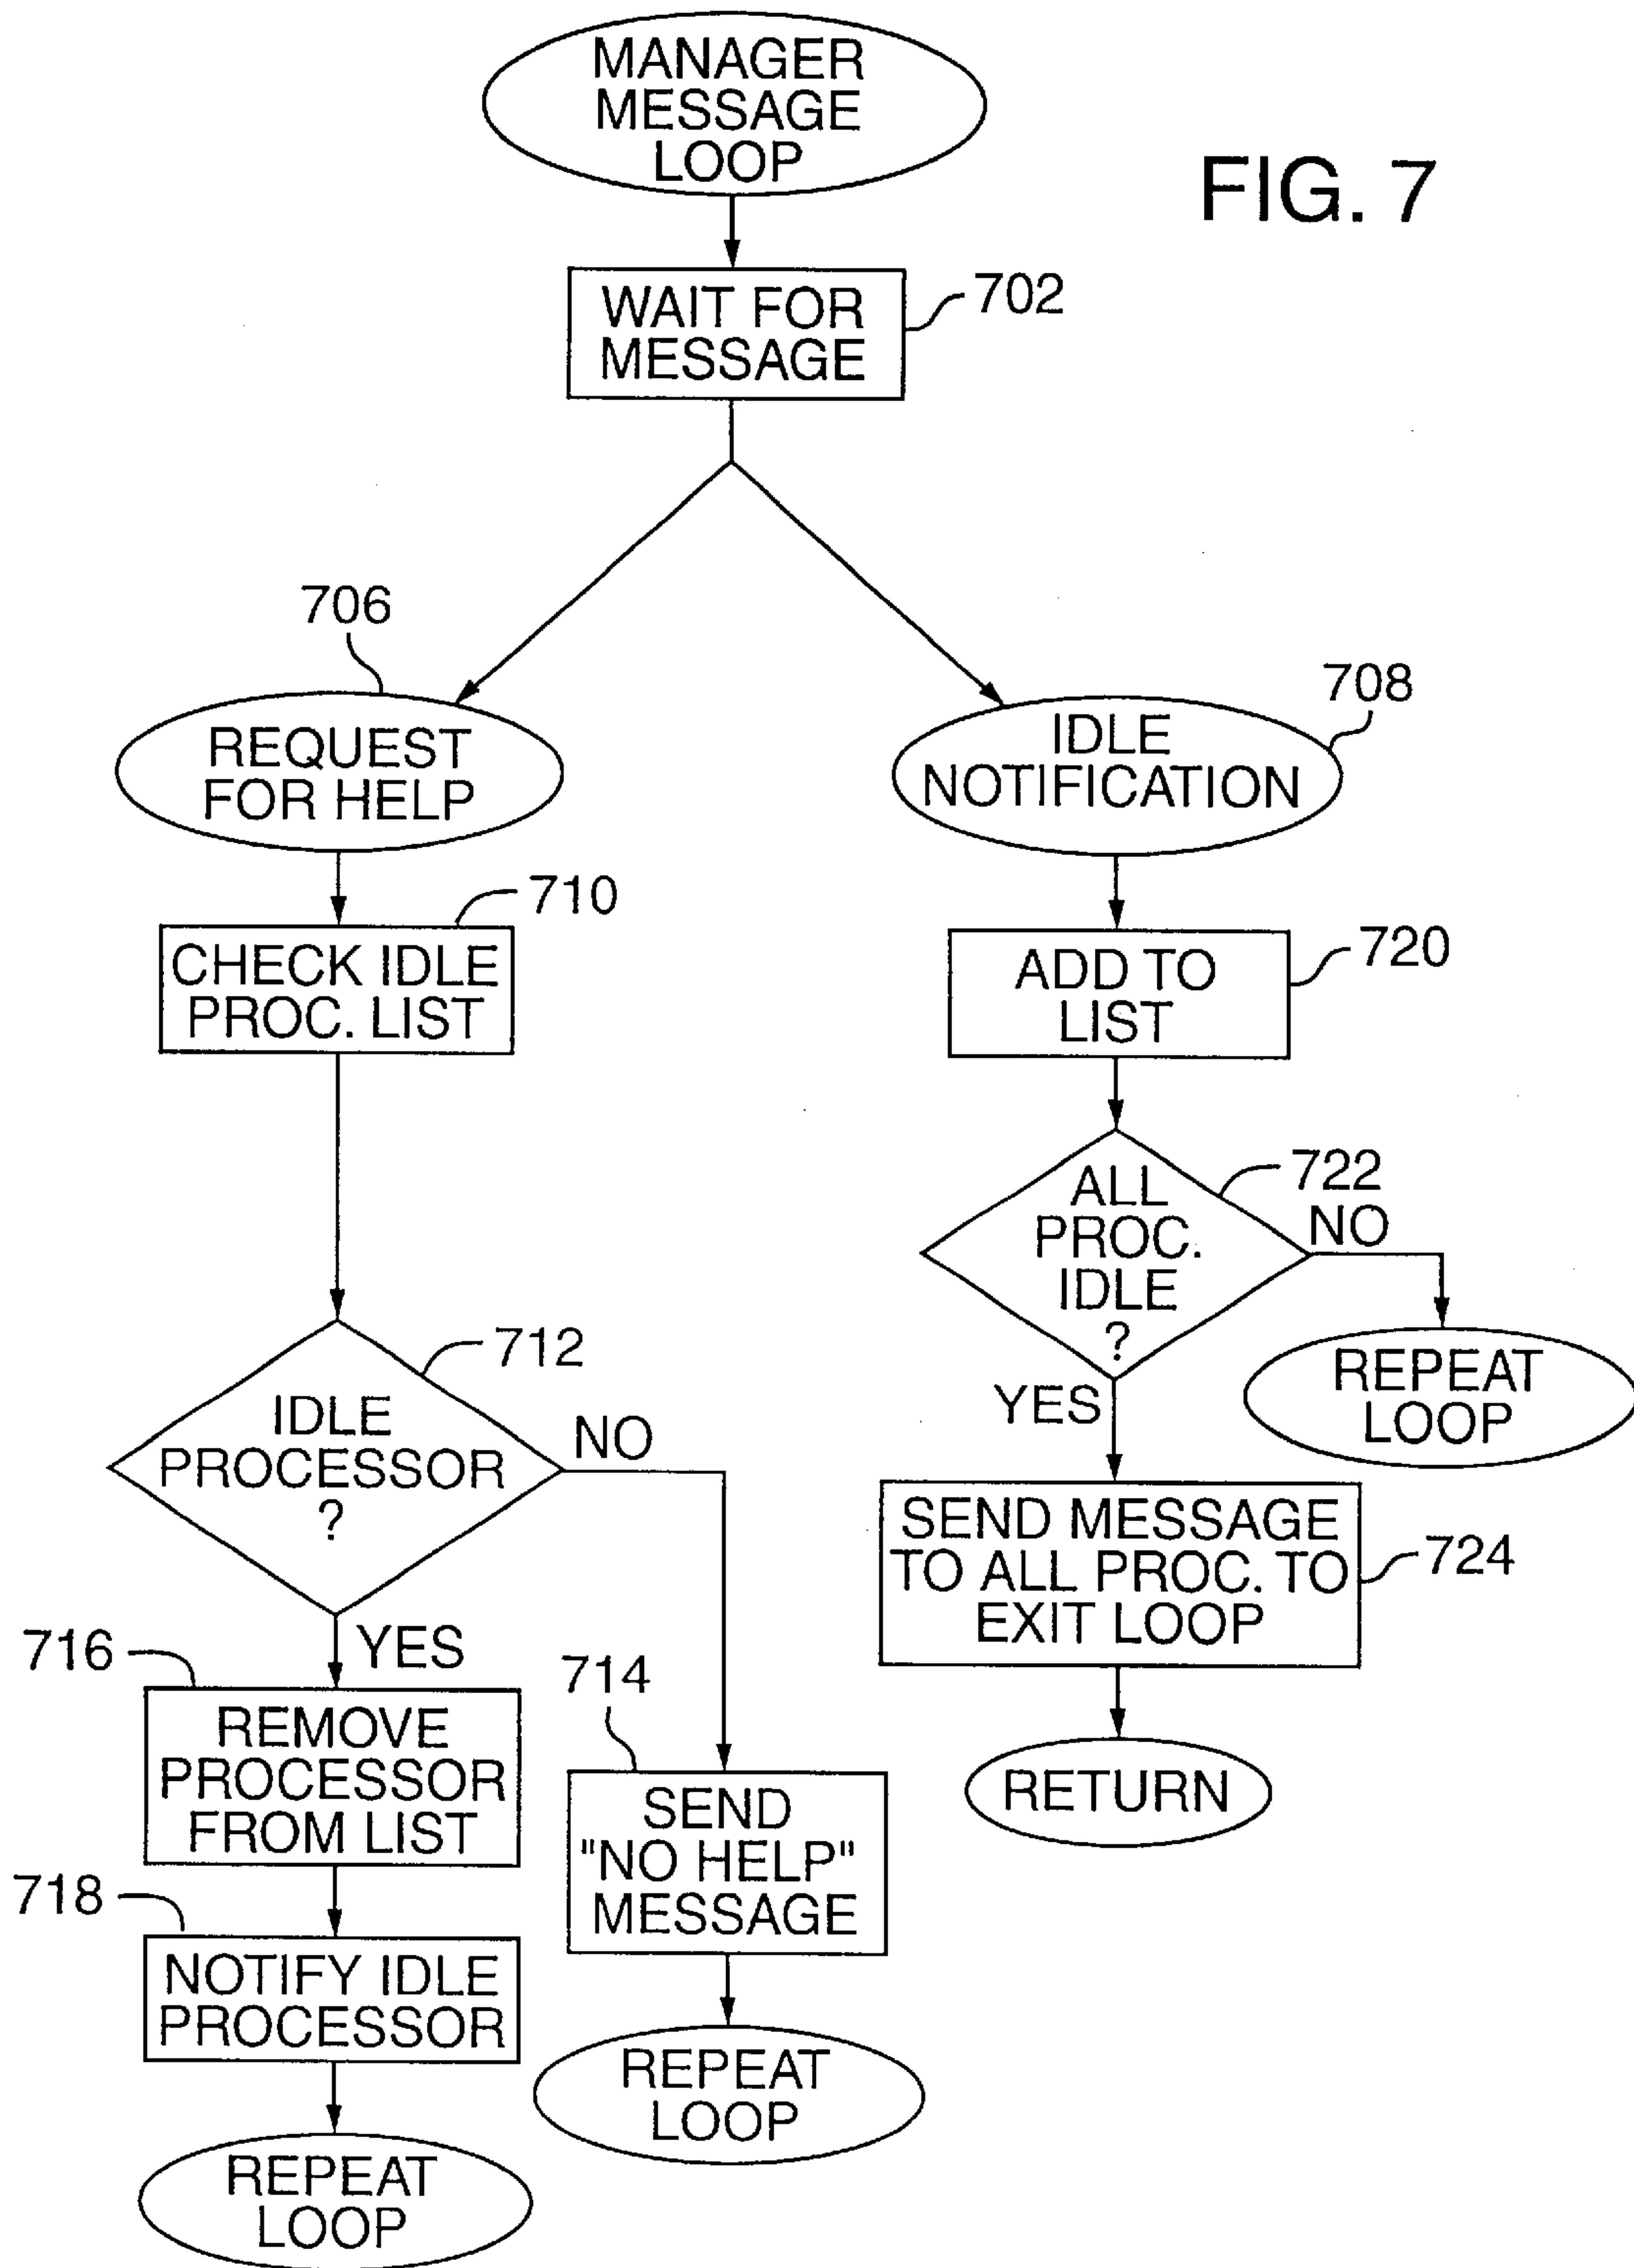 MANAGER
MESSAGE
LOOP
FIG. 7
WAIT FOR
MESSAGE
702
706
REQUEST
FOR HELP
708
IDLE
NOTIFICATION
710
CHECK IDLE
PROC. LIST
720
ADD TO
LIST
722
ALL
PROC.
IDLE
?
NO
YES
REPEAT
LOOP
712
IDLE
PROCESSOR
?
NO
YES
SEND MESSAGE
TO ALL PROC. TO
EXIT LOOP
724
RETURN
716
REMOVE
PROCESSOR
FROM LIST
714
SEND
"NO HELP"
MESSAGE
718
NOTIFY IDLE
PROCESSOR
REPEAT
LOOP
REPEAT
LOOP